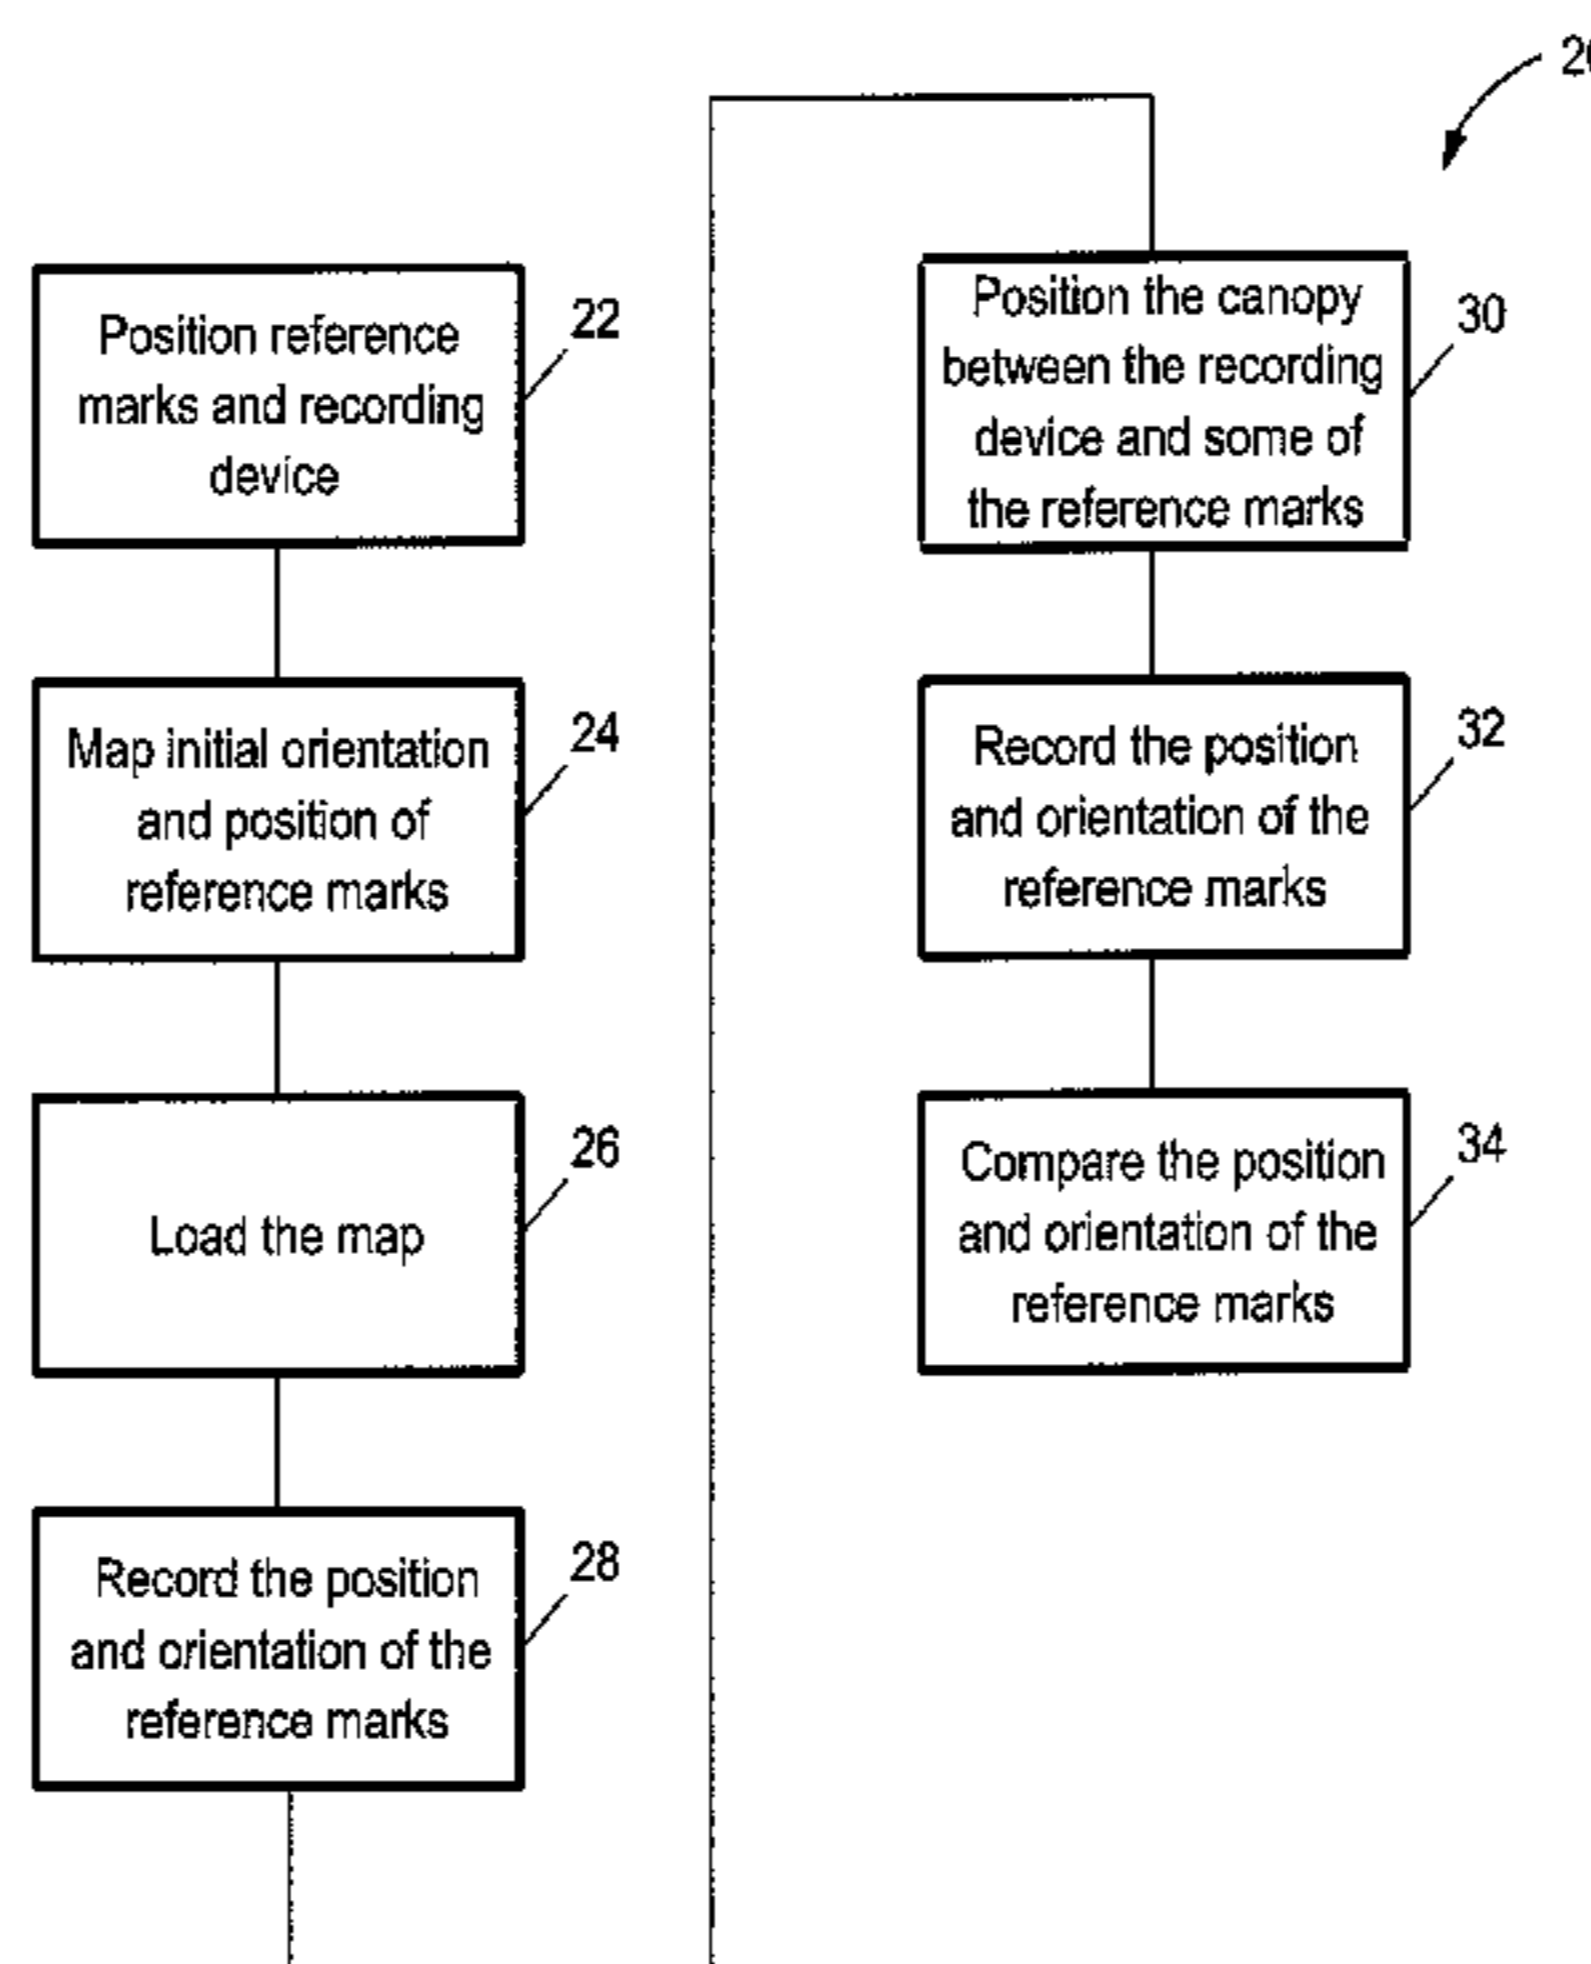 Position reference
marks and recording
device
22
Map initial orientation
and position of
reference marks
24
Load the map
26
Record the position
and orientation of the
reference marks
28
Position the canopy
between the recording
device and some of
the reference marks
30
Record the position
and orientation of the
reference marks
32
Compare the position
and orientation of the
reference marks
34